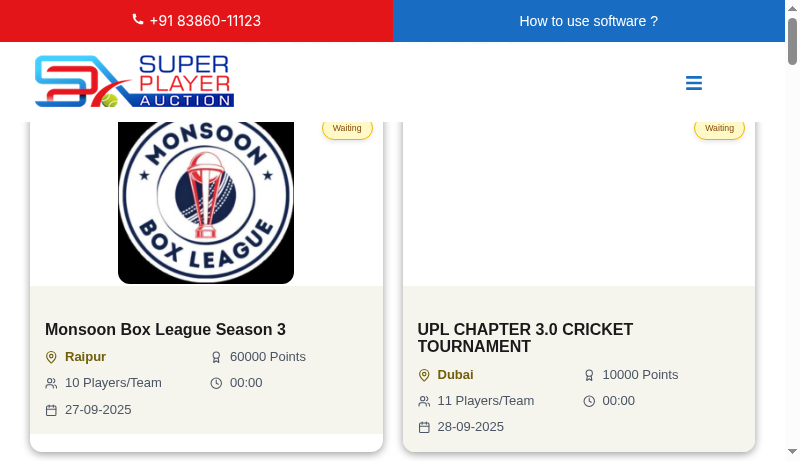 +91 83860-11123
How to use software ?
SUPER
PLAYER
AUCTION
Waiting
MONSOON
BOX LEAGUE
Monsoon Box League Season 3
Raipur
60000 Points
10 Players/Team
00:00
27-09-2025
Waiting
UPL CHAPTER 3.0 CRICKET
TOURNAMENT
Dubai
10000 Points
11 Players/Team
00:00
28-09-2025